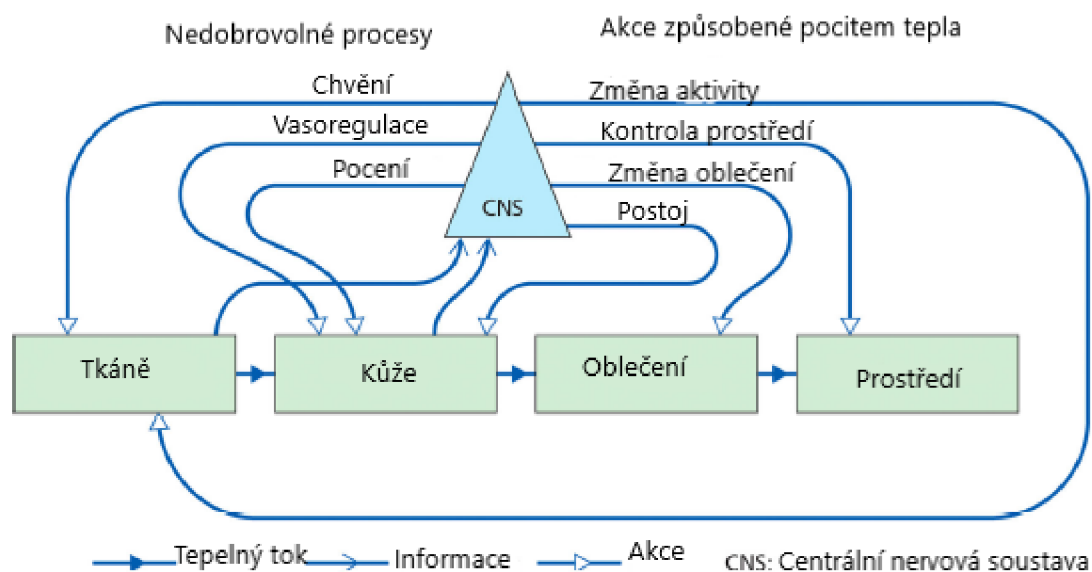 Nedobrovolné procesy
Akce způsobené pocitem tepla
Chvění
Změna aktivity
Vasoregulace
Kontrola prostředí
Pocení
Změna oblečení
CNS
Postoj
Tkáně
Kůže
Oblečení
Prostředí
Tepelný tok
Informace
Akce
CNS: Centrální nervová soustava